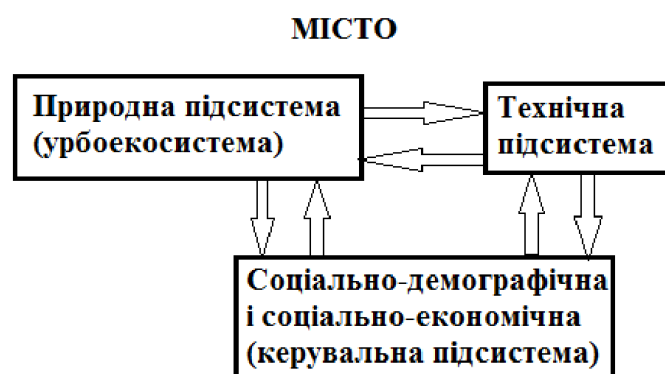 МІСТО
Природна підсистема
(урбоекосистема)
Технічна
підсистема
Соціально-демографічна
і соціально-економічна
(керувальна підсистема)